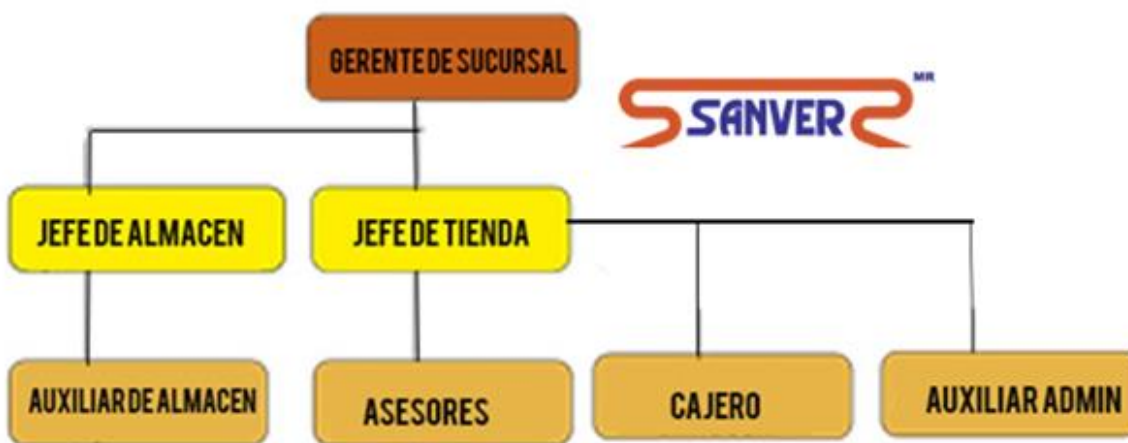 GERENTE DE SUCURSAL
MR
SANVER
JEFE DE ALMACEN
JEFE DE TIENDA
AUXILIAR DE ALMACEN
ASESORES
CAJERO
AUXILIAR ADMIN